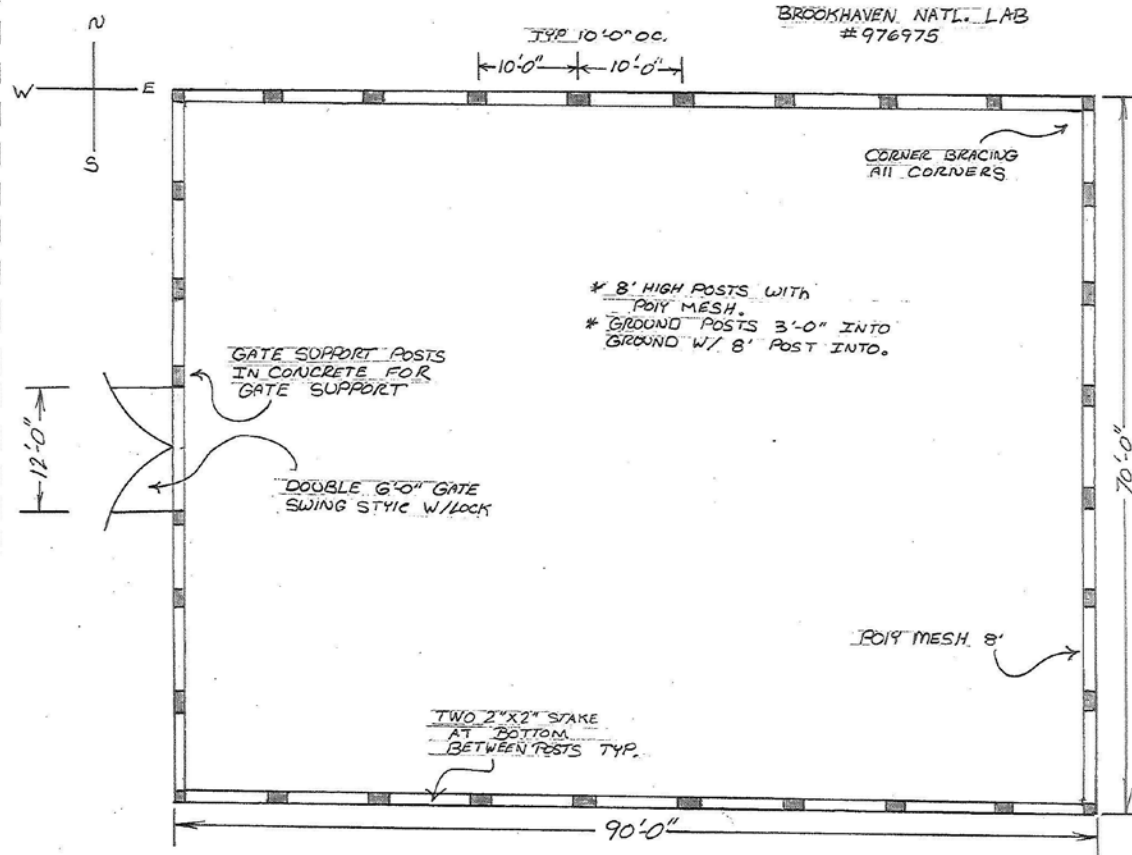 BROOKHAVEN NATL. LAB
#976975
TYP 10'-0" OC.
10'-0" 10'-0"
N
W E
S
CORNER BRACING
All CORNERS
* 8' HIGH POSTS WITH
POLY MESH.
* GROUND POSTS 3'-0" INTO
GROUND W/ 8' POST INTO.
GATE SUPPORT POSTS
IN CONCRETE FOR
GATE SUPPORT
12'-0"
DOUBLE 6'-0" GATE
SWING STYLE W/LOCK
70'-0"
POLY MESH 8'
TWO 2"X2" STAKE
AT BOTTOM
BETWEEN POSTS TYP.
90'-0"